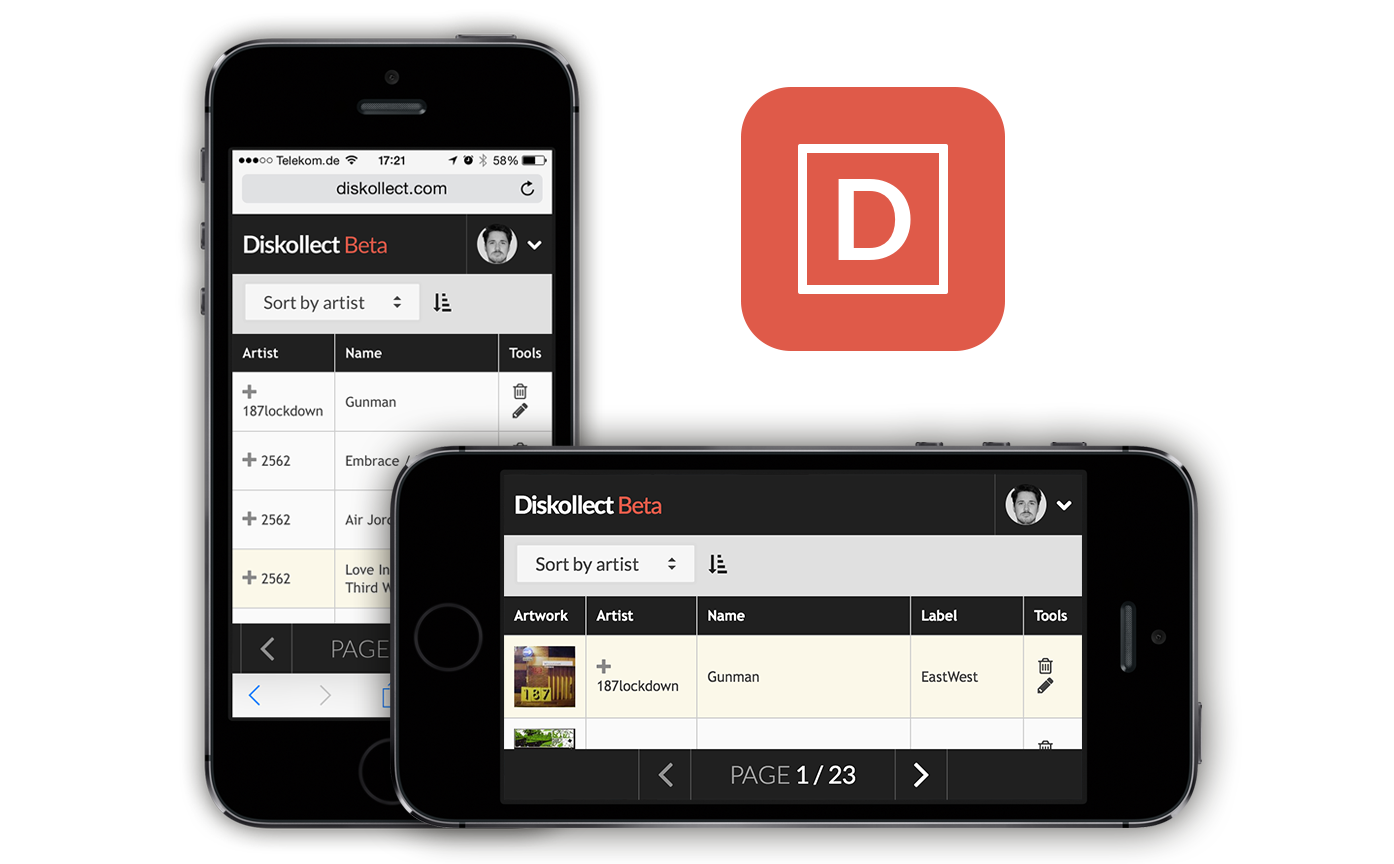 Telekom.de 17:21 58%
diskollect.com
Diskollect Beta
Sort by artist
Artist Name Tools
187lockdown Gunman
2562 Embrace /
2562 Air Jord
2562 Love In
Third W
PAGE
D
Diskollect Beta
Sort by artist
Artwork Artist Name Label Tools
187
187lockdown Gunman EastWest
PAGE 1 / 23